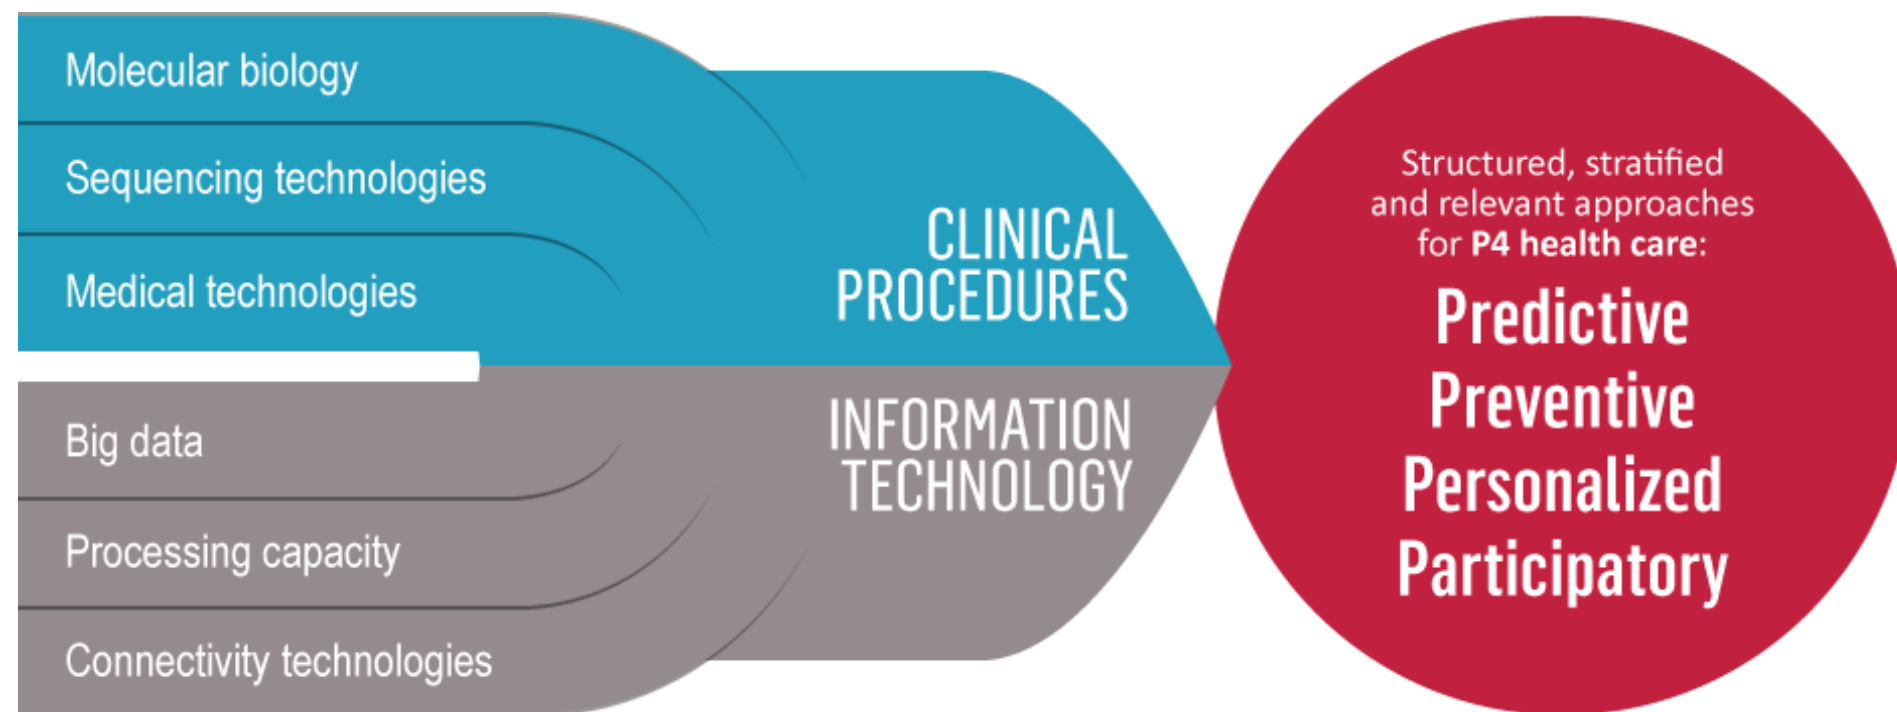 Molecular biology
Sequencing technologies
Medical technologies
CLINICAL
PROCEDURES
Big data
Processing capacity
Connectivity technologies
INFORMATION
TECHNOLOGY
Structured, stratified
and relevant approaches
for P4 health care:
Predictive
Preventive
Personalized
Participatory